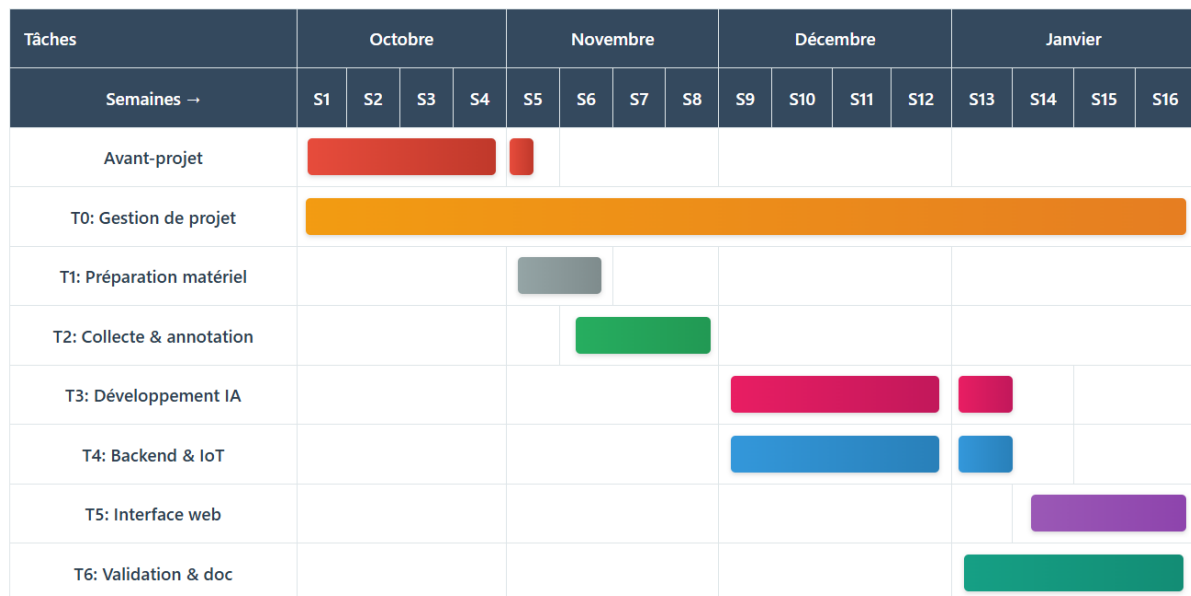 Tâches Octobre Novembre Décembre Janvier
Semaines → S1 S2 S3 S4 S5 S6 S7 S8 S9 S10 S11 S12 S13 S14 S15 S16
Avant-projet
T0: Gestion de projet
T1: Préparation matériel
T2: Collecte & annotation
T3: Développement IA
T4: Backend & IoT
T5: Interface web
T6: Validation & doc